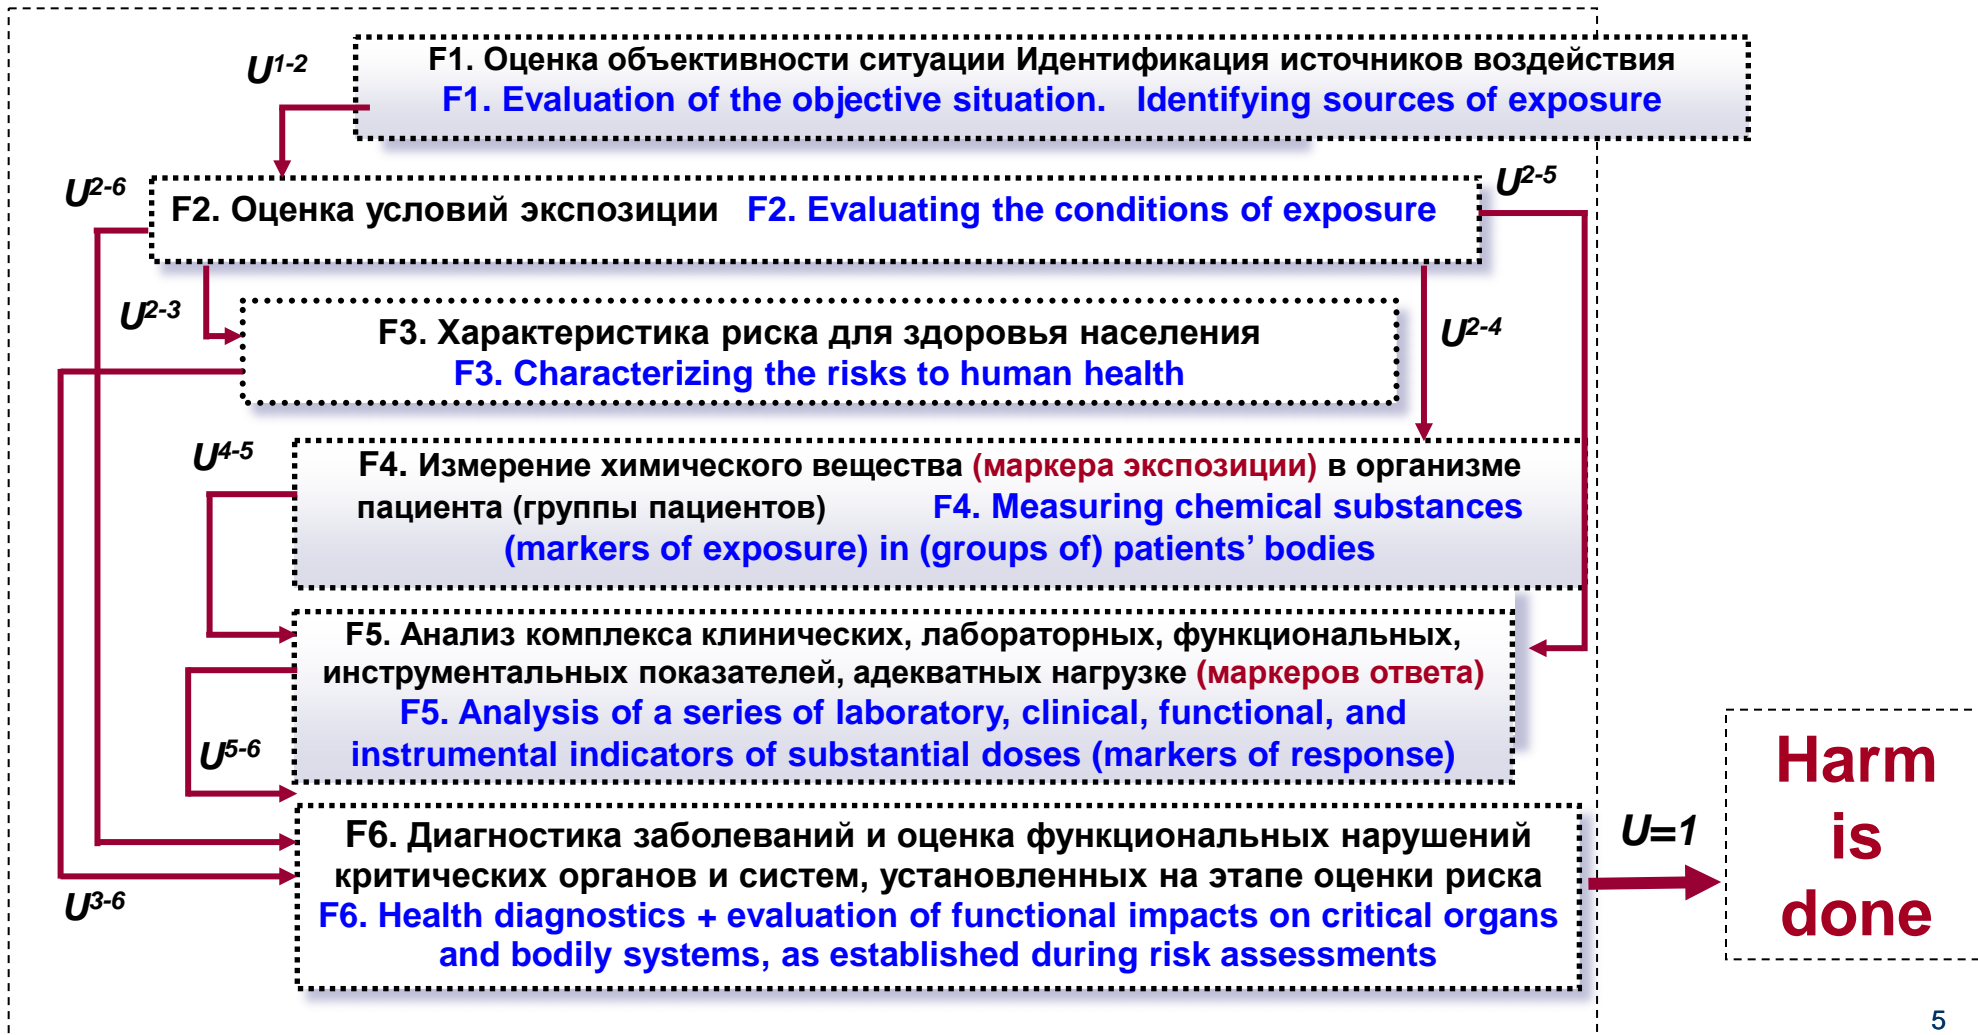 U1-2
F1. Оценка объективности ситуации Идентификация источников воздействия
F1. Evaluation of the objective situation. Identifying sources of exposure
U2-6
U2-5
F2. Оценка условий экспозиции F2. Evaluating the conditions of exposure
U2-3
U2-4
F3. Характеристика риска для здоровья населения
F3. Characterizing the risks to human health
U4-5
F4. Измерение химического вещества (маркера экспозиции) в организме
пациента (группы пациентов) F4. Measuring chemical substances
(markers of exposure) in (groups of) patients’ bodies
F5. Анализ комплекса клинических, лабораторных, функциональных,
инструментальных показателей, адекватных нагрузке (маркеров ответа)
F5. Analysis of a series of laboratory, clinical, functional, and
instrumental indicators of substantial doses (markers of response)
U5-6
F6. Диагностика заболеваний и оценка функциональных нарушений
критических органов и систем, установленных на этапе оценки риска
F6. Health diagnostics + evaluation of functional impacts on critical organs
and bodily systems, as established during risk assessments
U3-6
U=1
Harm
is
done
5